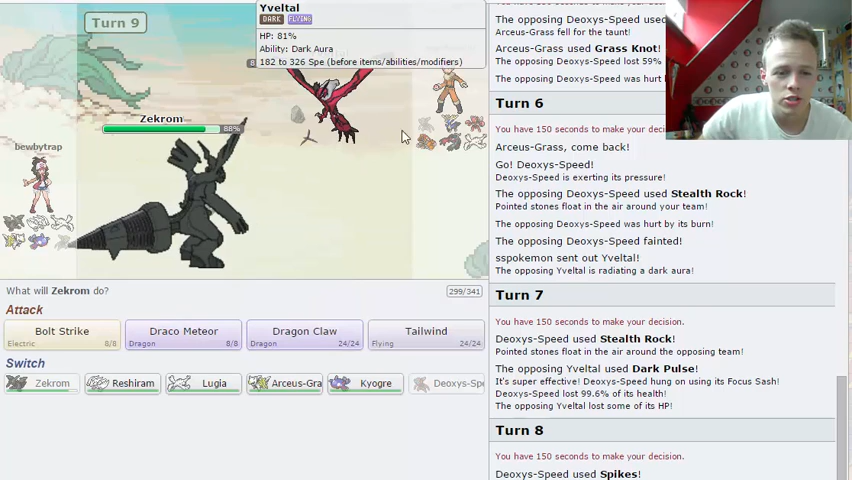 Turn 9
Yveltal
DARK FLYING
HP: 81%
Ability: Dark Aura
182 to 326 Spe (before items/abilities/modifiers)
Zekrom
88%
bewbytrap
What will Zekrom do?
299/341
Attack
Bolt Strike
Electric 8/8
Draco Meteor
Dragon 8/8
Dragon Claw
Dragon 24/24
Tailwind
Flying 24/24
Switch
Zekrom
Reshiram
Lugia
Arceus-Gra
Kyogre
Deoxys-Spe
The opposing Deoxys-Speed used
Arceus-Grass fell for the taunt!
Arceus-Grass used Grass Knot!
The opposing Deoxys-Speed lost 59%
The opposing Deoxys-Speed was hurt b
Turn 6
You have 150 seconds to make your decision.
Arceus-Grass, come back!
Go! Deoxys-Speed!
Deoxys-Speed is exerting its pressure!
The opposing Deoxys-Speed used Stealth Rock!
Pointed stones float in the air around your team!
The opposing Deoxys-Speed was hurt by its burn!
The opposing Deoxys-Speed fainted!
sspokemon sent out Yveltal!
The opposing Yveltal is radiating a dark aura!
Turn 7
You have 150 seconds to make your decision.
Deoxys-Speed used Stealth Rock!
Pointed stones float in the air around the opposing team!
The opposing Yveltal used Dark Pulse!
It's super effective! Deoxys-Speed hung on using its Focus Sash!
Deoxys-Speed lost 99.6% of its health!
The opposing Yveltal lost some of its HP!
Turn 8
You have 150 seconds to make your decision.
Deoxys-Speed used Spikes!